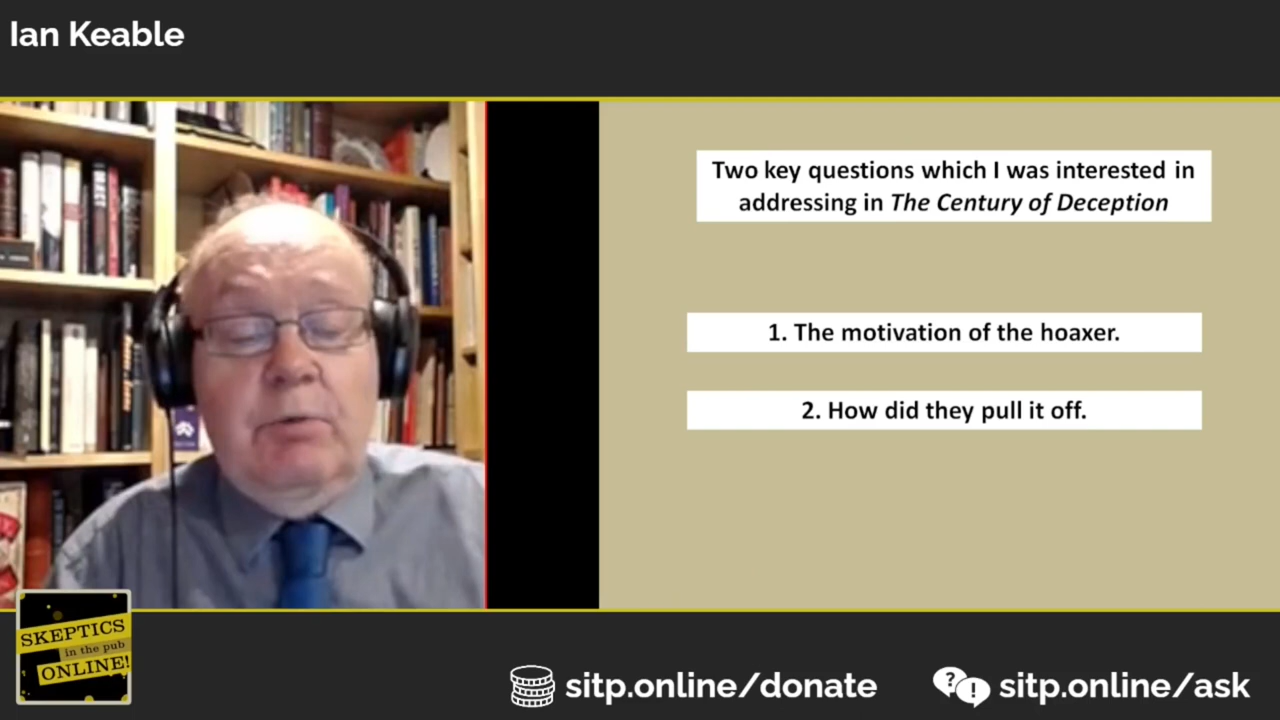 Ian Keable
Two key questions which I was interested in
addressing in The Century of Deception
1. The motivation of the hoaxer.
2. How did they pull it off.
SKEPTICS
in the pub
ONLINE!
sitp.online/donate
? !
sitp.online/ask